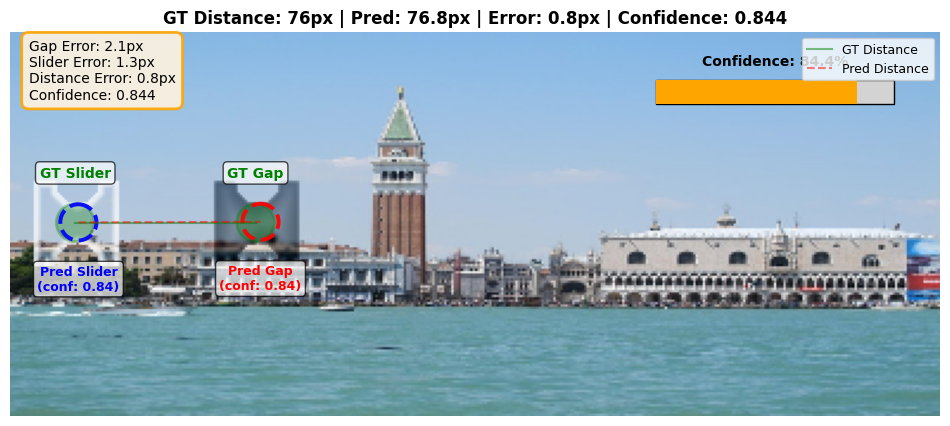 GT Distance: 76px | Pred: 76.8px | Error: 0.8px | Confidence: 0.844
Gap Error: 2.1px
Slider Error: 1.3px
Distance Error: 0.8px
Confidence: 0.844
Confidence: 84.4%
GT Distance
Pred Distance
GT Slider
GT Gap
Pred Slider
(conf: 0.84)
Pred Gap
(conf: 0.84)